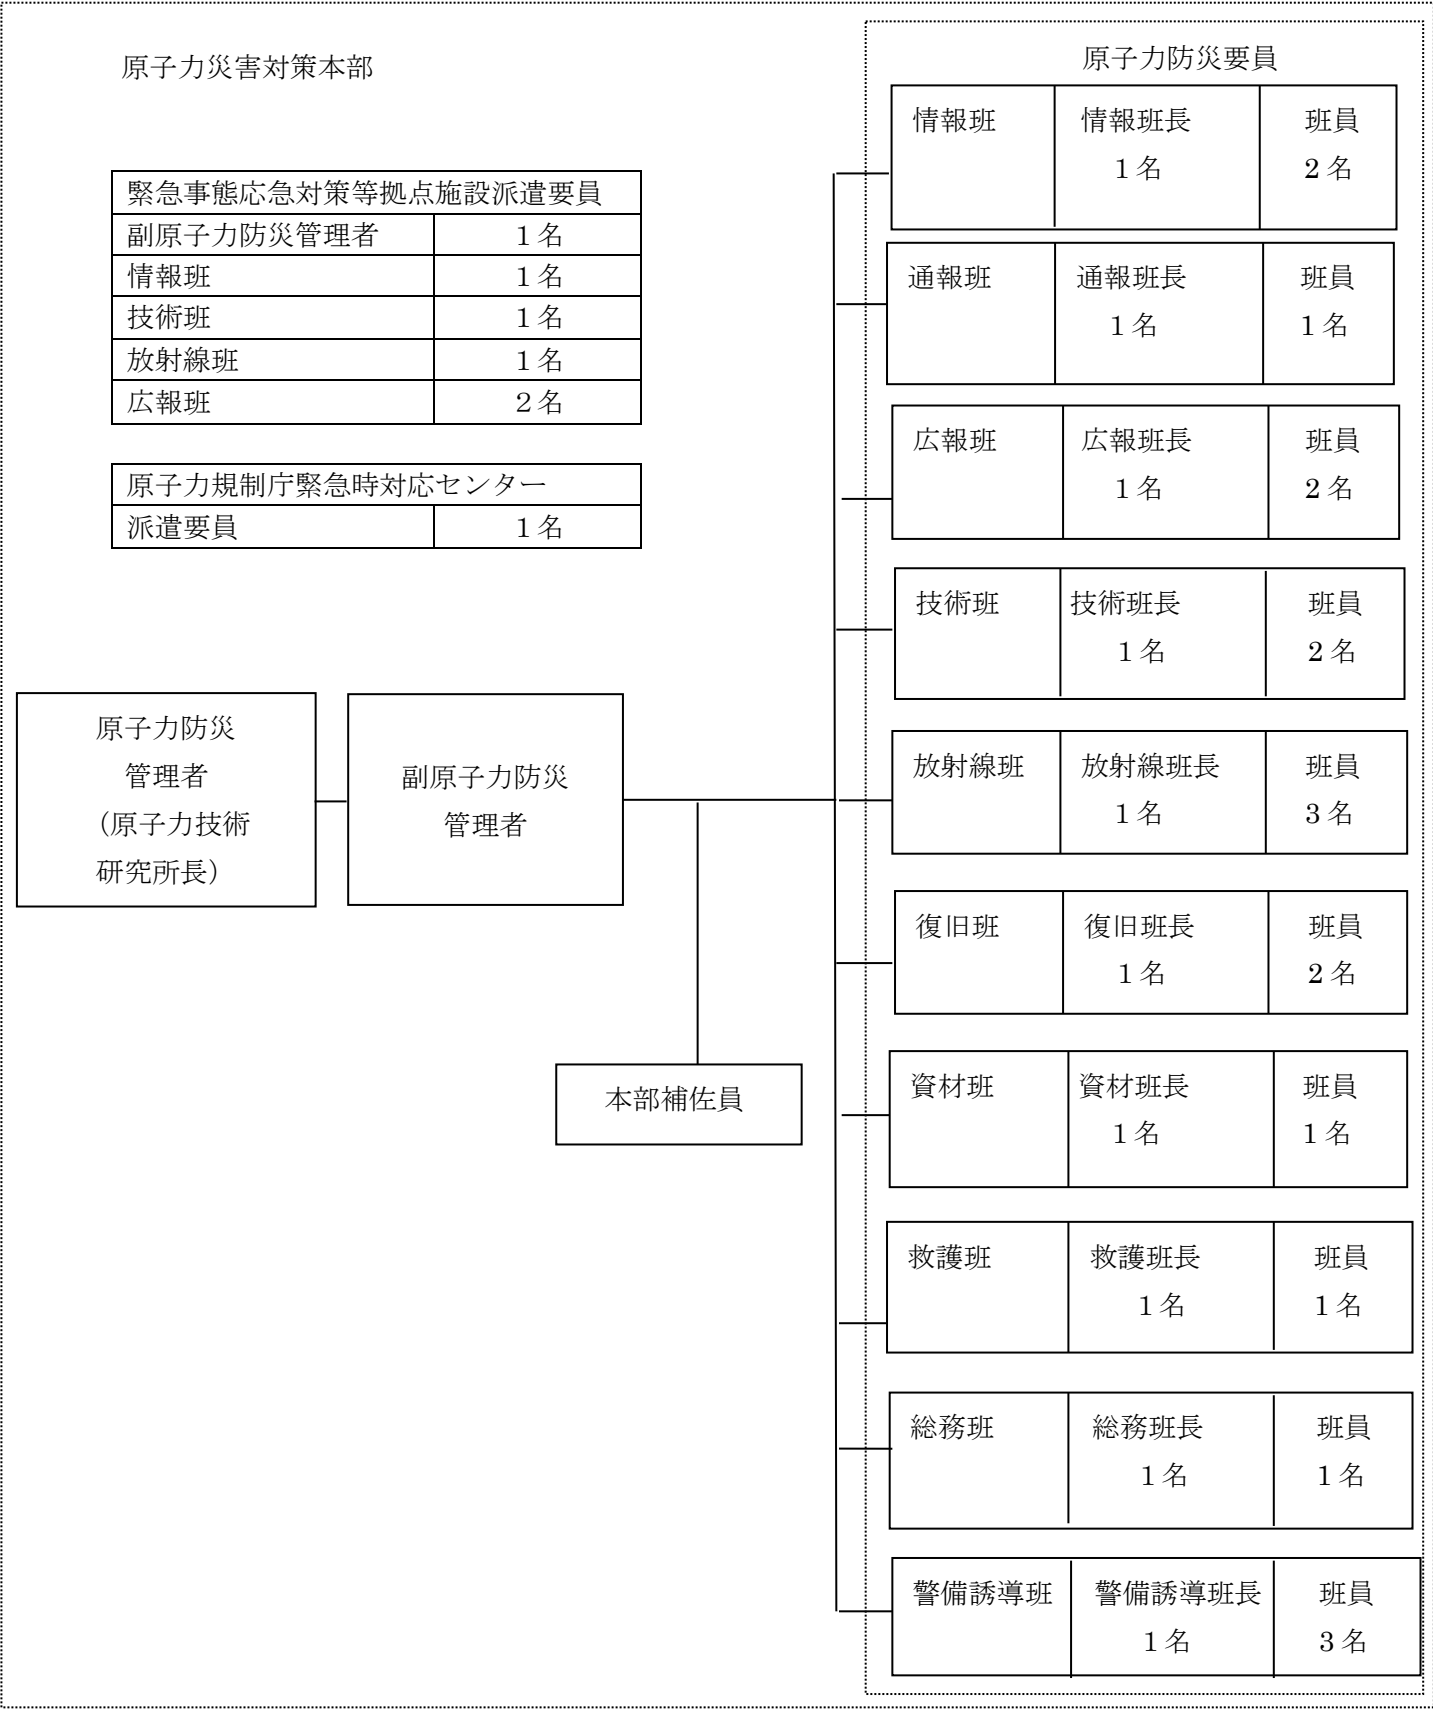 原子力災害対策本部
緊急事態応急対策等拠点施設派遣要員
副原子力防災管理者 １名
情報班 １名
技術班 １名
放射線班 １名
広報班 ２名
原子力規制庁緊急時対応センター
派遣要員 １名
原子力防災
管理者
（原子力技術
研究所長）
副原子力防災
管理者
本部補佐員
原子力防災要員
情報班 情報班長 班員
１名 2 名
通報班 通報班長 班員
１名 1 名
広報班 広報班長 班員
１名 2 名
技術班 技術班長 班員
１名 2 名
放射線班 放射線班長 班員
１名 3 名
復旧班 復旧班長 班員
１名 2 名
資材班 資材班長 班員
１名 1 名
救護班 救護班長 班員
１名 1 名
総務班 総務班長 班員
１名 1 名
警備誘導班 警備誘導班長 班員
１名 3 名